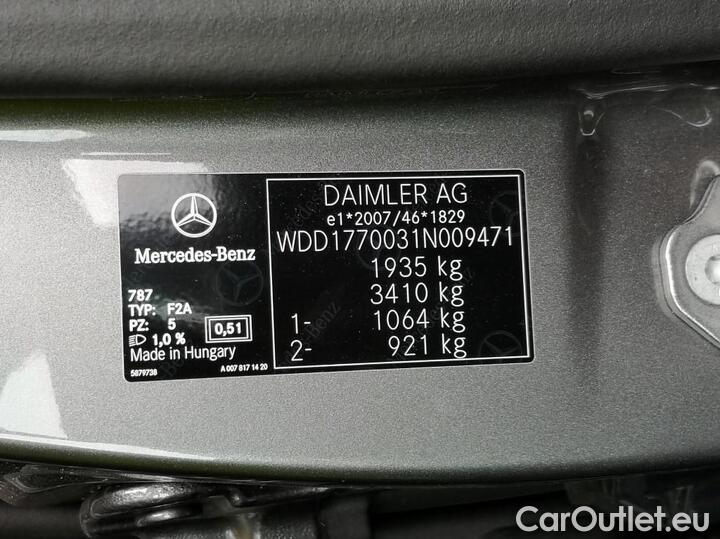 Mercedes-Benz
787
TYP: F2A
PZ: 5
1,0 %
0,51
Made in Hungary
5879738
A 007 817 14 20
DAIMLER AG
e1*2007/46*1829
WDD1770031N009471
1935 kg
3410 kg
1- 1064 kg
2- 921 kg
CarOutlet.eu